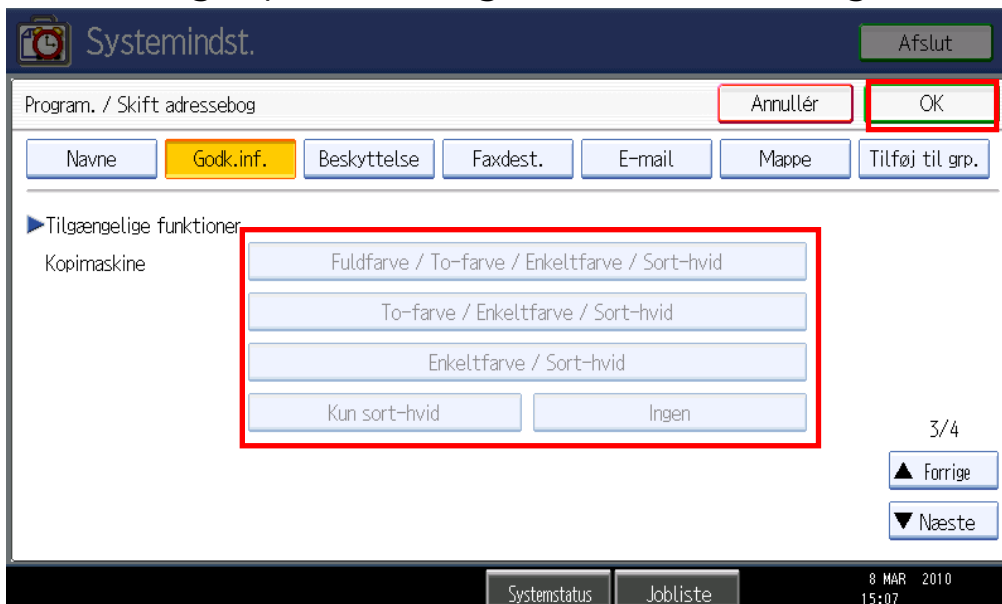 Systemindst.
Afslut
Program. / Skift adressebog
Annullér
OK
Navne
Godk.inf.
Beskyttelse
Faxdest.
E-mail
Mappe
Tilføj til grp.
▶Tilgængelige funktioner
Kopimaskine
Fuldfarve / To-farve / Enkeltfarve / Sort-hvid
To-farve / Enkeltfarve / Sort-hvid
Enkeltfarve / Sort-hvid
Kun sort-hvid
Ingen
3/4
▲ Forrige
▼ Næste
Systemstatus
Jobliste
8 MAR 2010
15:07